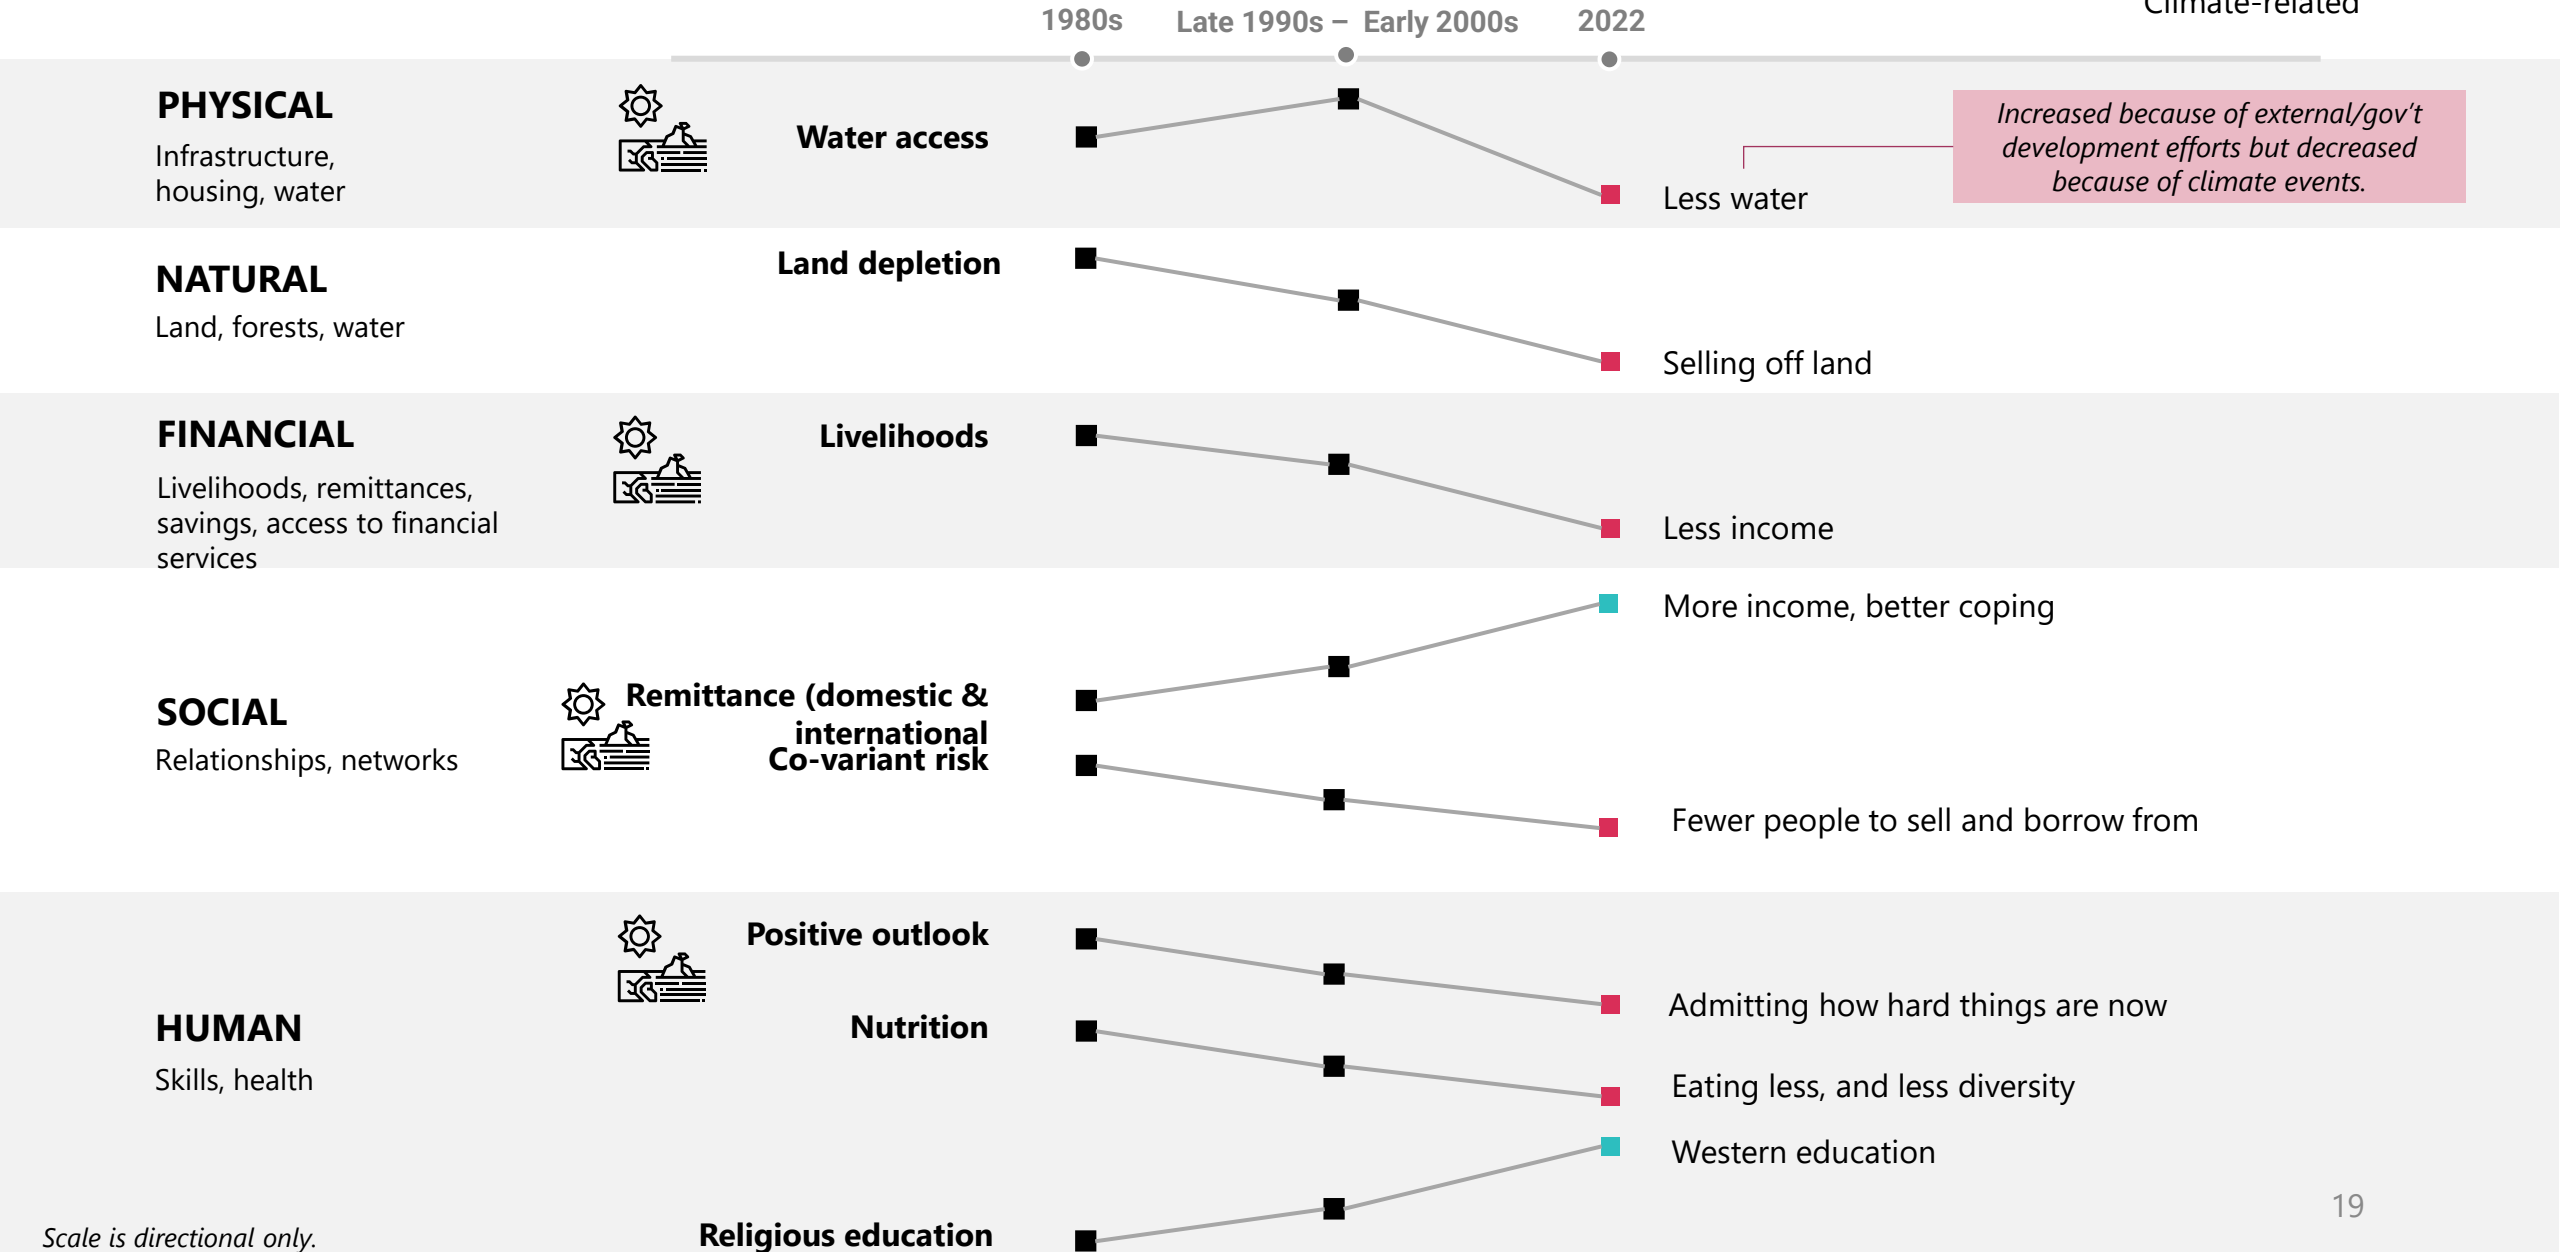 Climate-related
1980s
Late 1990s – Early 2000s
2022
PHYSICAL
Infrastructure,
housing, water
Water access
Less water
Increased because of external/gov't
development efforts but decreased
because of climate events.
NATURAL
Land, forests, water
Land depletion
Selling off land
FINANCIAL
Livelihoods, remittances,
savings, access to financial
services
Livelihoods
Less income
SOCIAL
Relationships, networks
Remittance (domestic &
international
More income, better coping
Co-variant risk
Fewer people to sell and borrow from
HUMAN
Skills, health
Positive outlook
Admitting how hard things are now
Nutrition
Eating less, and less diversity
Religious education
Western education
Scale is directional only.
19